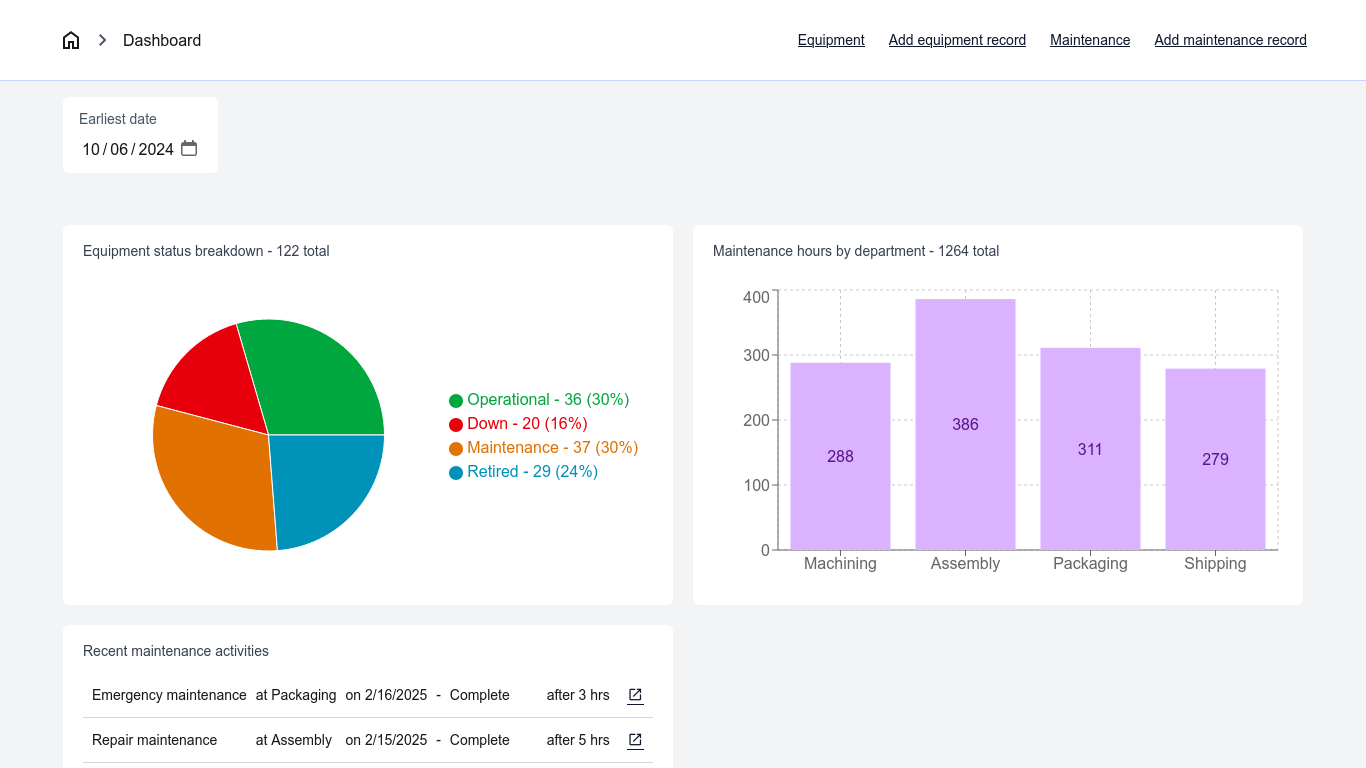 Dashboard Equipment Add equipment record Maintenance Add maintenance record
Earliest date
10/06/2024
Equipment status breakdown - 122 total
Operational - 36 (30%)
Down - 20 (16%)
Maintenance - 37 (30%)
Retired - 29 (24%)
Maintenance hours by department - 1264 total
400
300
200
100
0
288
386
311
279
Machining Assembly Packaging Shipping
Recent maintenance activities
Emergency maintenance at Packaging on 2/16/2025 - Complete after 3 hrs
Repair maintenance at Assembly on 2/15/2025 - Complete after 5 hrs